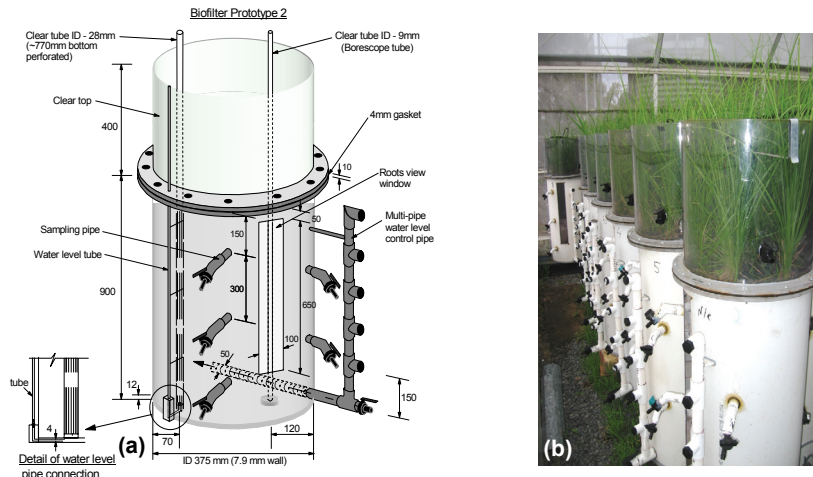 Biofilter Prototype 2
Clear tube ID - 28mm
(~770mm bottom
perforated)
Clear tube ID - 9mm
(Borescope tube)
Clear top
4mm gasket
400
10
Roots view
window
50
Sampling pipe
150
Multi-pipe
water level
control pipe
Water level tube
900
300
650
100
50
12
150
tube
4
(a)
70
120
Detail of water level
pipe connection
ID 375 mm (7.9 mm wall)
5
(b)